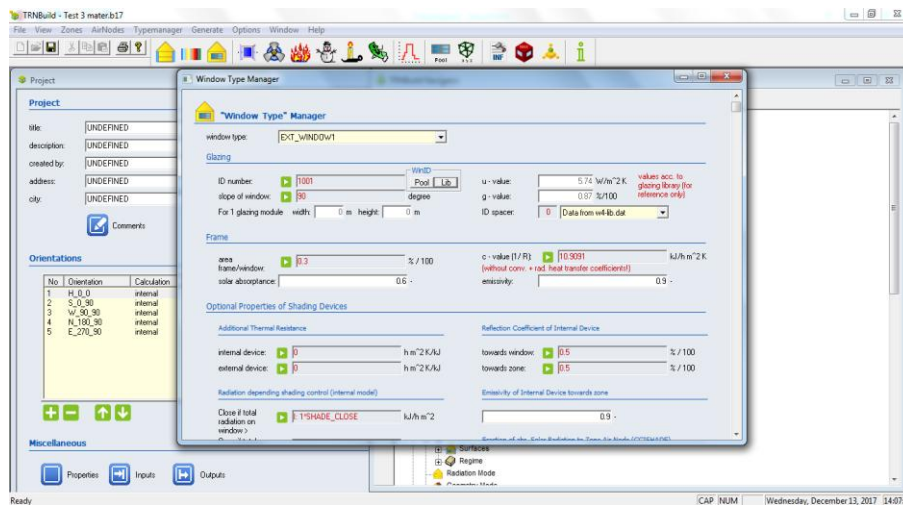 TRNBuild - Test 3 mater.b17
File View Zones AirNodes Typemanager Generate Options Window Help
Pool
INF
Project
Project
title: UNDEFINED
description: UNDEFINED
created by: UNDEFINED
address: UNDEFINED
city: UNDEFINED
Comments
Orientations
No Orientation Calculation
1 H_0_0 internal
2 S_0_90 internal
3 W_90_90 internal
4 N_180_90 internal
5 E_270_90 internal
Miscellaneous
Properties Inputs Outputs
Window Type Manager
"Window Type" Manager
window type: EXT_WINDOW1
Glazing
WinID
ID number: 1001 Pool Lib
slope of window: 90 degree
For 1 glazing module width: 0 m height: 0 m
u - value: 5.74 W/m^2 K
g - value: 0.87 %/100
values acc. to
glazing library (for
reference only)
ID spacer: 0 Data from w4-lib.dat
Frame
area
frame/window: 0.3 % / 100
solar absorptance: 0.6 -
c - value (1 / R): 10.9091 kJ/h m^2 K
(without conv. + rad. heat transfer coefficients!)
emissivity: 0.9 -
Optional Properties of Shading Devices
Additional Thermal Resistance
internal device: 0 h m^2 K/kJ
external device: 0 h m^2 K/kJ
Reflection Coefficient of Internal Device
towards window: 0.5 % / 100
towards zone: 0.5 % / 100
Radiation depending shading control (internal model)
Close if total
radiation on
window >
I: 1*SHADE_CLOSE kJ/h m^2
Emissivity of Internal Device towards zone
0.9 -
Surfaces
Regime
Radiation Mode
Geometry Mode
Ready
CAP NUM Wednesday, December 13, 2017 14:07